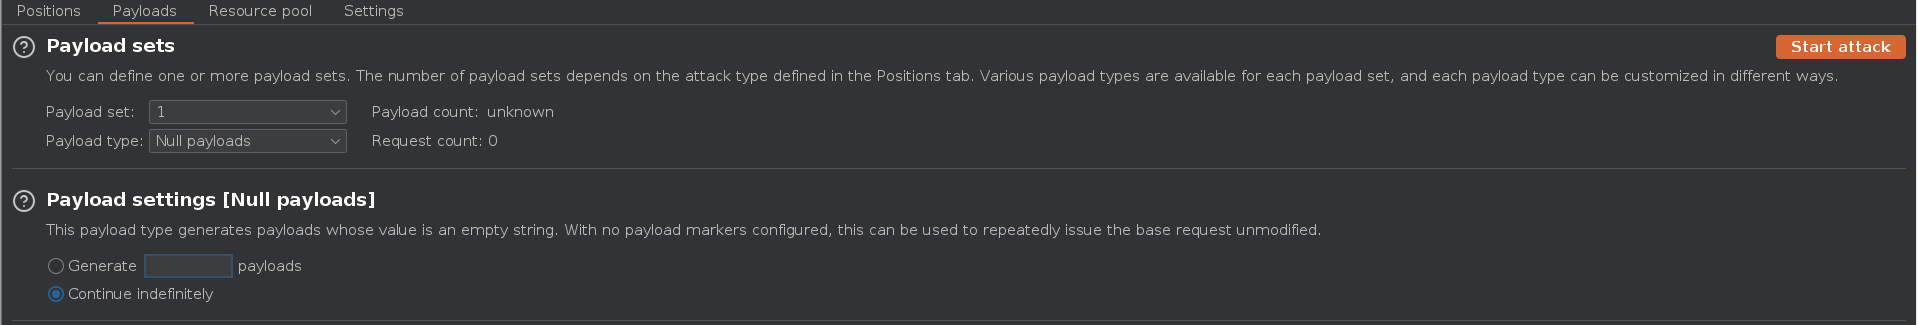 Positions Payloads Resource pool Settings
Payload sets
Start attack
You can define one or more payload sets. The number of payload sets depends on the attack type defined in the Positions tab. Various payload types are available for each payload set, and each payload type can be customized in different ways.
Payload set: 1 Payload count: unknown
Payload type: Null payloads Request count: 0
Payload settings [Null payloads]
This payload type generates payloads whose value is an empty string. With no payload markers configured, this can be used to repeatedly issue the base request unmodified.
Generate payloads
Continue indefinitely